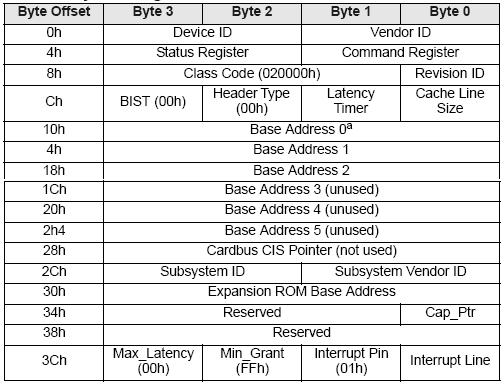 Byte Offset Byte 3 Byte 2 Byte 1 Byte 0
0h Device ID Vendor ID
4h Status Register Command Register
8h Class Code (020000h) Revision ID
Ch BIST (00h) Header Type (00h) Latency Timer Cache Line Size
10h Base Address 0a
4h Base Address 1
18h Base Address 2
1Ch Base Address 3 (unused)
20h Base Address 4 (unused)
2h4 Base Address 5 (unused)
28h Cardbus CIS Pointer (not used)
2Ch Subsystem ID Subsystem Vendor ID
30h Expansion ROM Base Address
34h Reserved Cap_Ptr
38h Reserved
3Ch Max_Latency (00h) Min_Grant (FFh) Interrupt Pin (01h) Interrupt Line